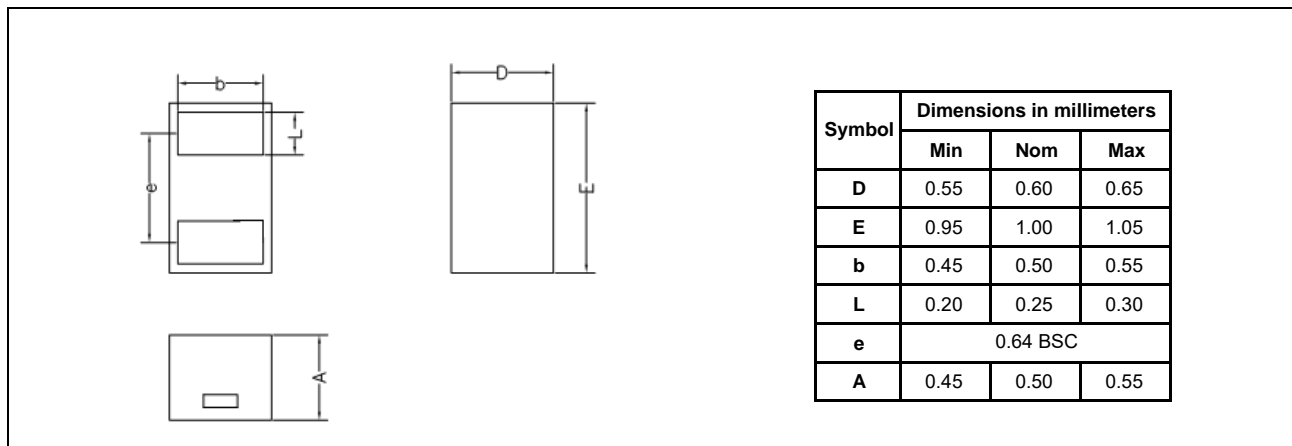 b
L
e
D
E
A
Symbol Dimensions in millimeters
Min Nom Max
D 0.55 0.60 0.65
E 0.95 1.00 1.05
b 0.45 0.50 0.55
L 0.20 0.25 0.30
e 0.64 BSC
A 0.45 0.50 0.55